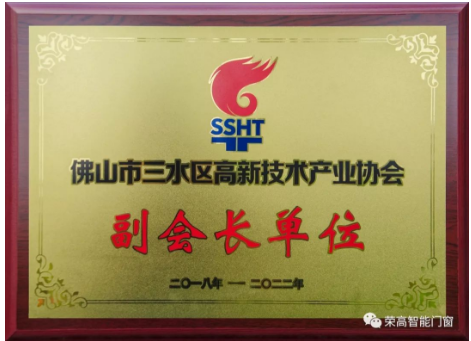 SSHT
佛山市三水区高新技术产业协会
副会长单位
二〇一八年 — 二〇二二年
荣高智能门窗